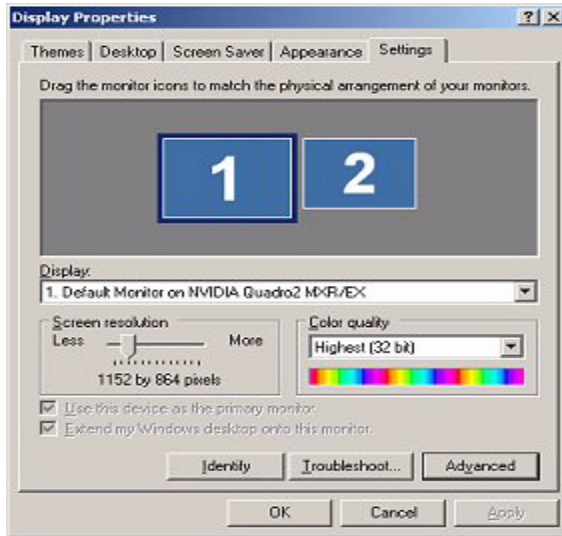 Display Properties
Themes Desktop Screen Saver Appearance Settings
Drag the monitor icons to match the physical arrangement of your monitors.
1 2
Display:
1. Default Monitor on NVIDIA Quadro2 MXR/EX
Screen resolution
Less More
1152 by 864 pixels
Color quality
Highest (32 bit)
Use this device as the primary monitor.
Extend my Windows desktop onto this monitor.
Identify Troubleshoot... Advanced
OK Cancel Apply